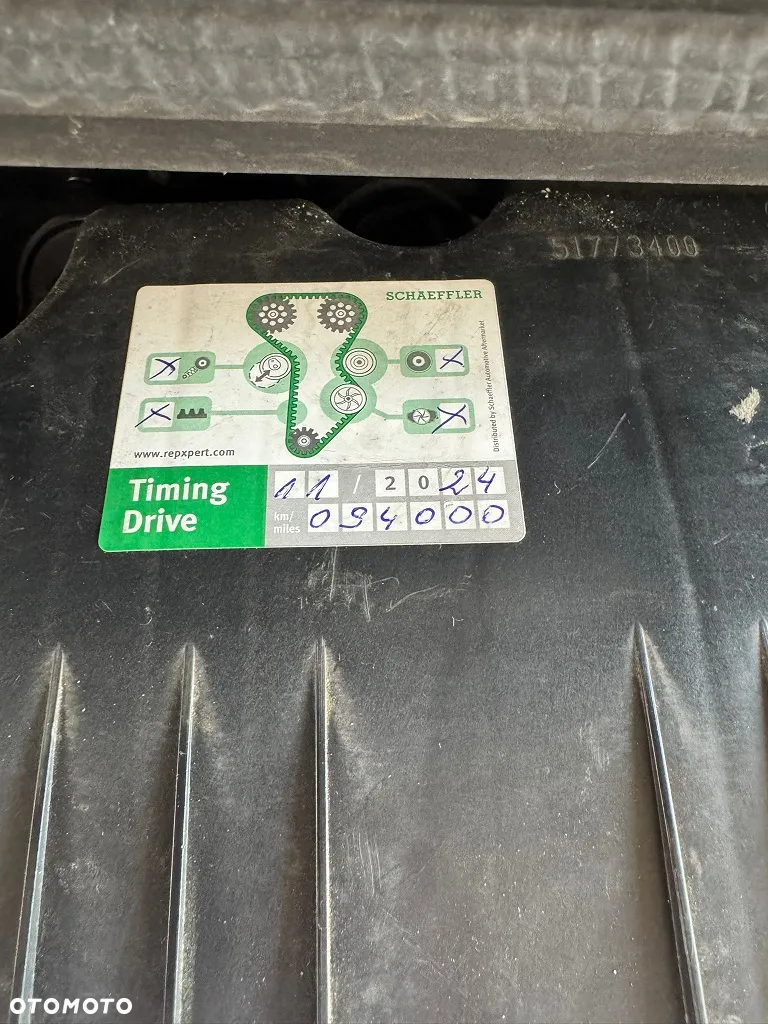 51773400
SCHAEFFLER
X
X
X
X
Distributed by Schaeffler Automotive Aftermarket
www.repxpert.com
Timing
Drive
11 / 2024
km/
miles
094000
OTOMOTO